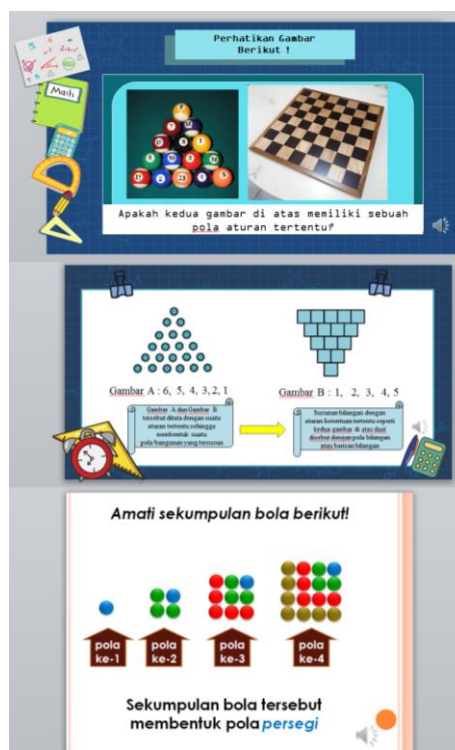 Perhatikan Gambar
Berikut !
Math
Apakah kedua gambar di atas memiliki sebuah
pola aturan tertentu?
Gambar A : 6, 5, 4, 3, 2, 1
Gambar B : 1, 2, 3, 4, 5
Gambar A dan Gambar B
tersebut ditata dengan suatu
aturan tertentu sehingga
membentuk suatu
pola/bangunan yang tersusun
Susunan bilangan dengan
aturan ketentuan tertentu seperti
kedua gambar di atas daat
disebut dengan pola bilangan
atau barisan bilangan
Amati sekumpulan bola berikut!
pola
ke-1
pola
ke-2
pola
ke-3
pola
ke-4
Sekumpulan bola tersebut
membentuk pola persegi